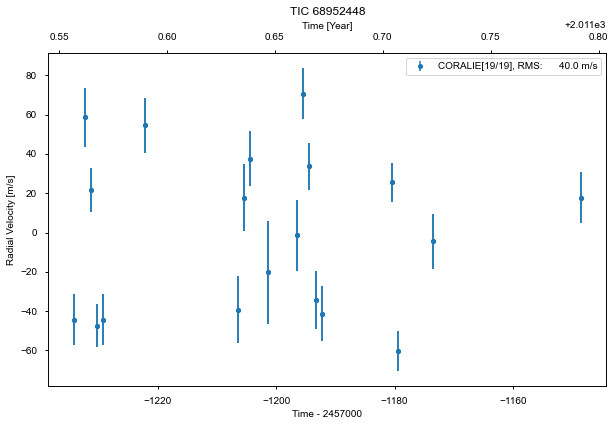 TIC 68952448
Time [Year]
+2.011e3
0.55 0.60 0.65 0.70 0.75 0.80
CORALIE[19/19], RMS: 40.0 m/s
Radial Velocity [m/s]
80
60
40
20
0
−20
−40
−60
−1220 −1200 −1180 −1160
Time - 2457000